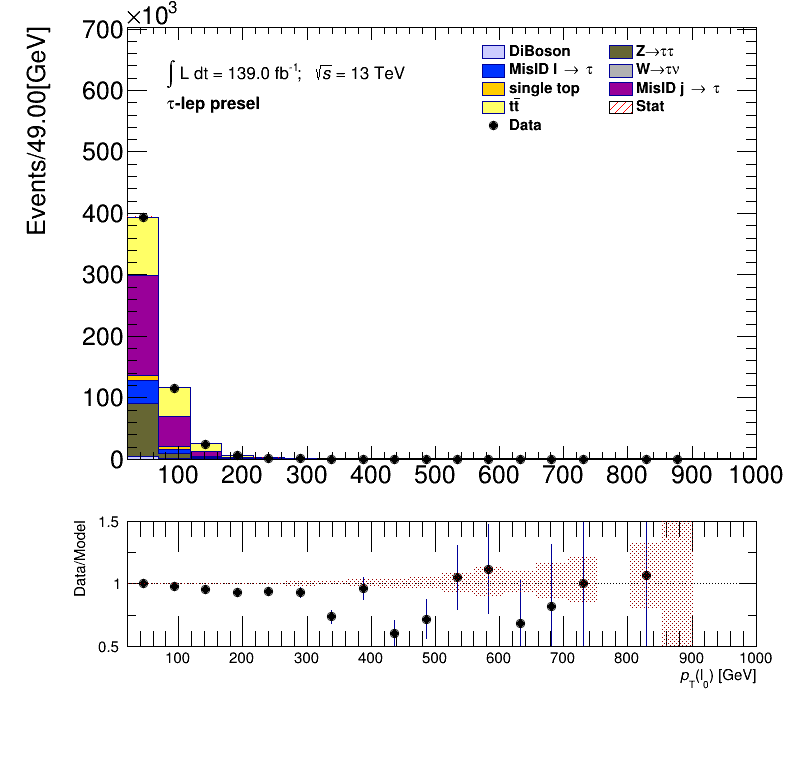 ×10³
Events/49.00[GeV]
700
600
500
400
300
200
100
0
∫ L dt = 139.0 fb⁻¹; √s = 13 TeV
τ-lep presel
DiBoson
Z→ττ
MisID l → τ
W→τν
single top
MisID j → τ
tt̄
Stat
Data
100 200 300 400 500 600 700 800 900 1000
Data/Model
1.5
1
0.5
100 200 300 400 500 600 700 800 900 1000
p_T(l_0) [GeV]